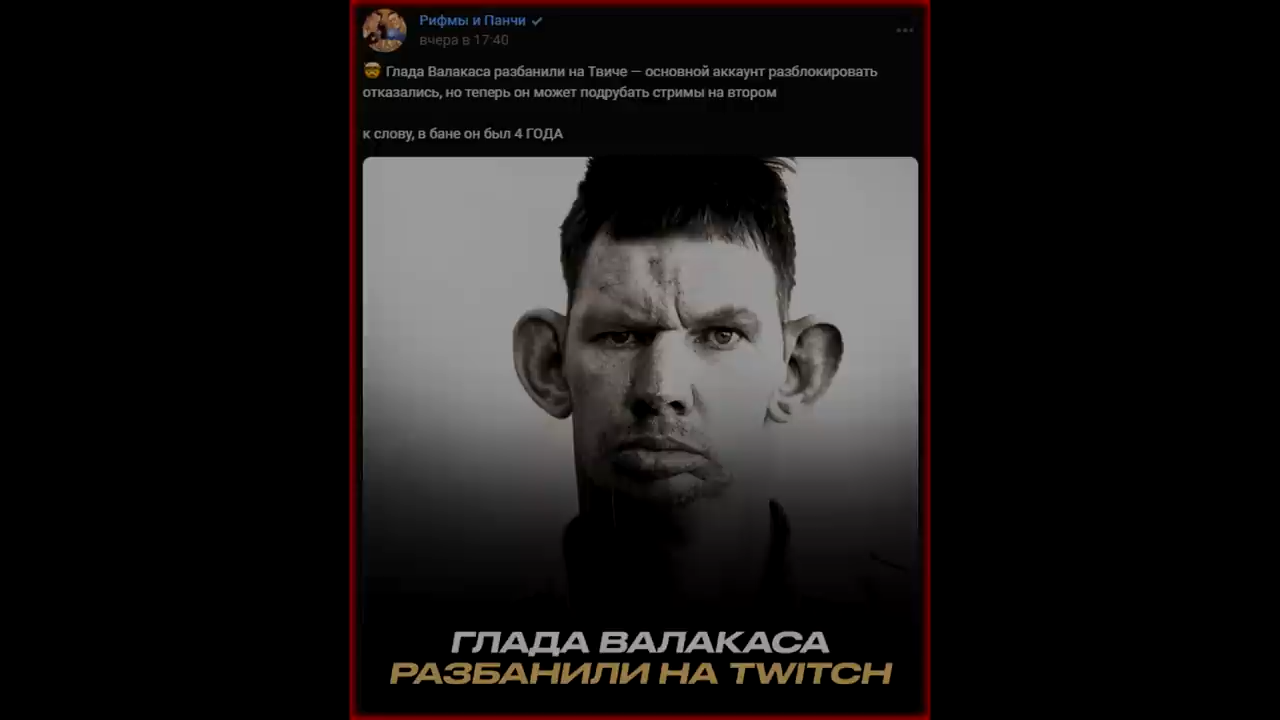 Рифмы и Панчи
вчера в 17:40
🤯 Глада Валакаса разбанили на Твиче — основной аккаунт разблокировать
отказались, но теперь он может подрубать стримы на втором
к слову, в бане он был 4 ГОДА
ГЛАДА ВАЛАКАСА
РАЗБАНИЛИ НА TWITCH